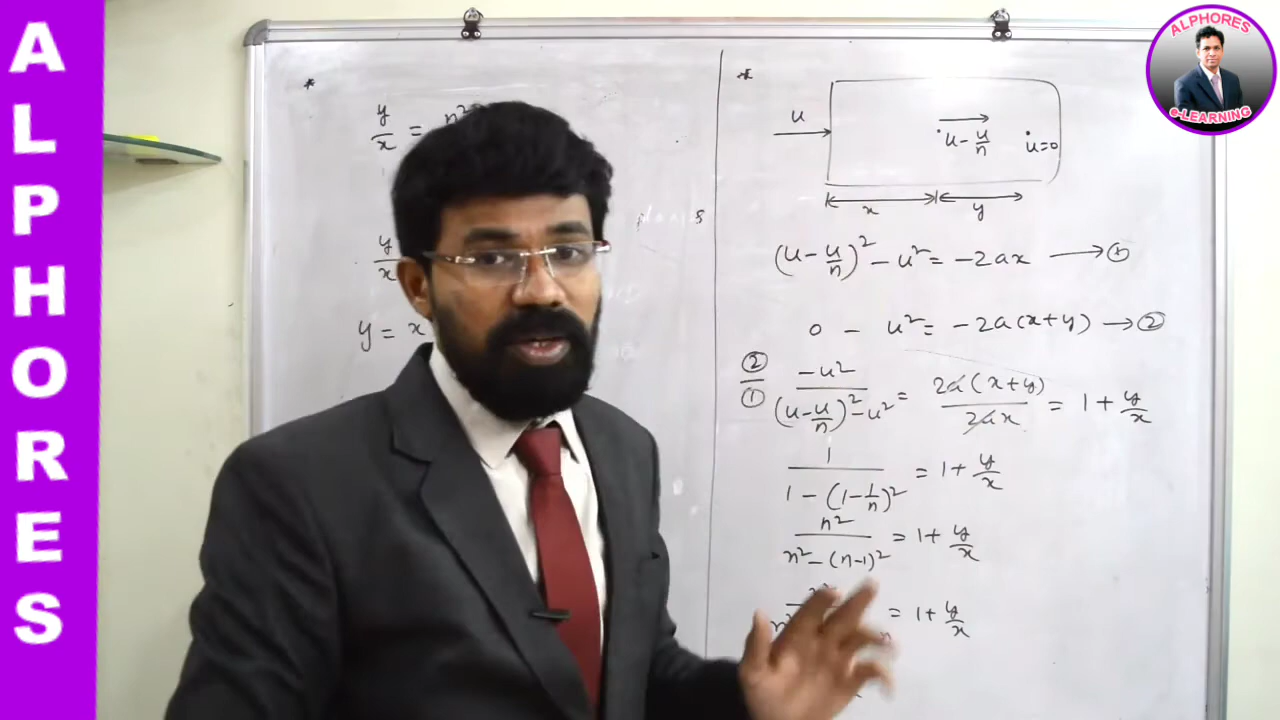 ALPHORES
ALPHORES
e-LEARNING
*
y/x = n²
y/x
y = x
*
u
u - u/n
u=0
x
y
(u - u/n)² - u² = -2ax → ①
0 - u² = -2a(x+y) → ②
②/① -u²/((u - u/n)² - u²) = 2a(x+y)/2ax = 1 + y/x
1/(1 - (1 - 1/n)²) = 1 + y/x
n²/(n² - (n-1)²) = 1 + y/x
= 1 + y/x